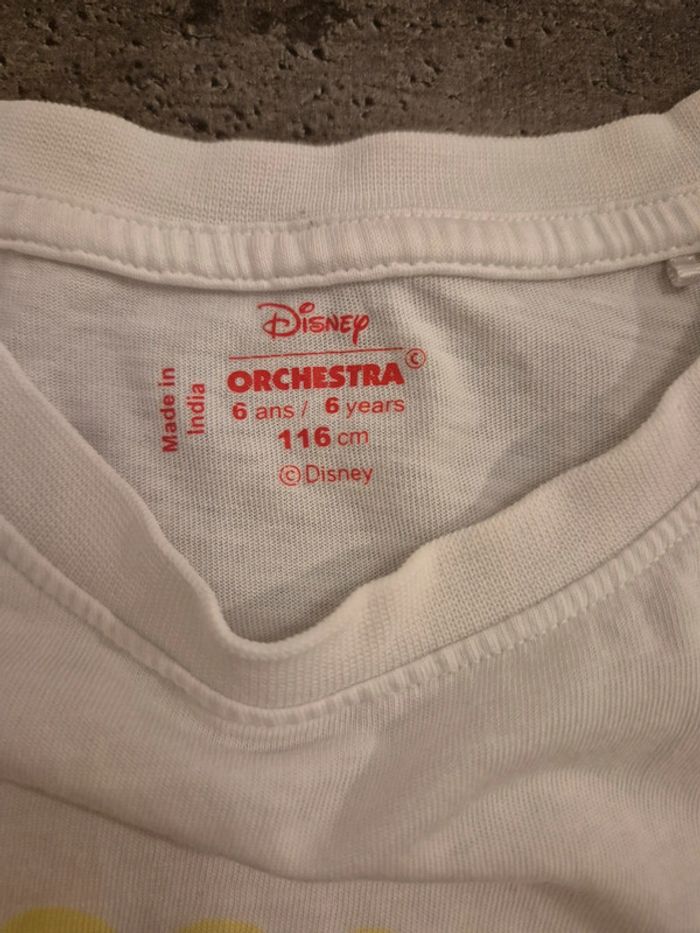 Disney
ORCHESTRA©
6 ans / 6 years
116 cm
©Disney
Made in
India